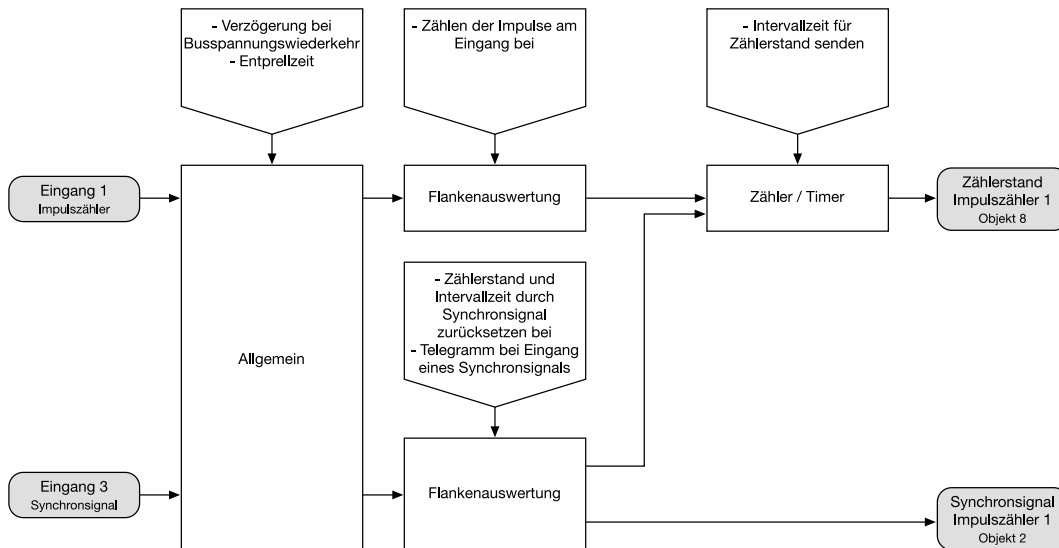 - Verzögerung bei
Busspannungswiederkehr
- Entprellzeit
- Zählen der Impulse am
Eingang bei
- Intervallzeit für
Zählerstand senden
Eingang 1
Impulszähler
Flankenauswertung
Zähler / Timer
Zählerstand
Impulszähler 1
Objekt 8
- Zählerstand und
Intervallzeit durch
Synchronsignal
zurücksetzen bei
- Telegramm bei Eingang
eines Synchronsignals
Allgemein
Eingang 3
Synchronsignal
Flankenauswertung
Synchronsignal
Impulszähler 1
Objekt 2